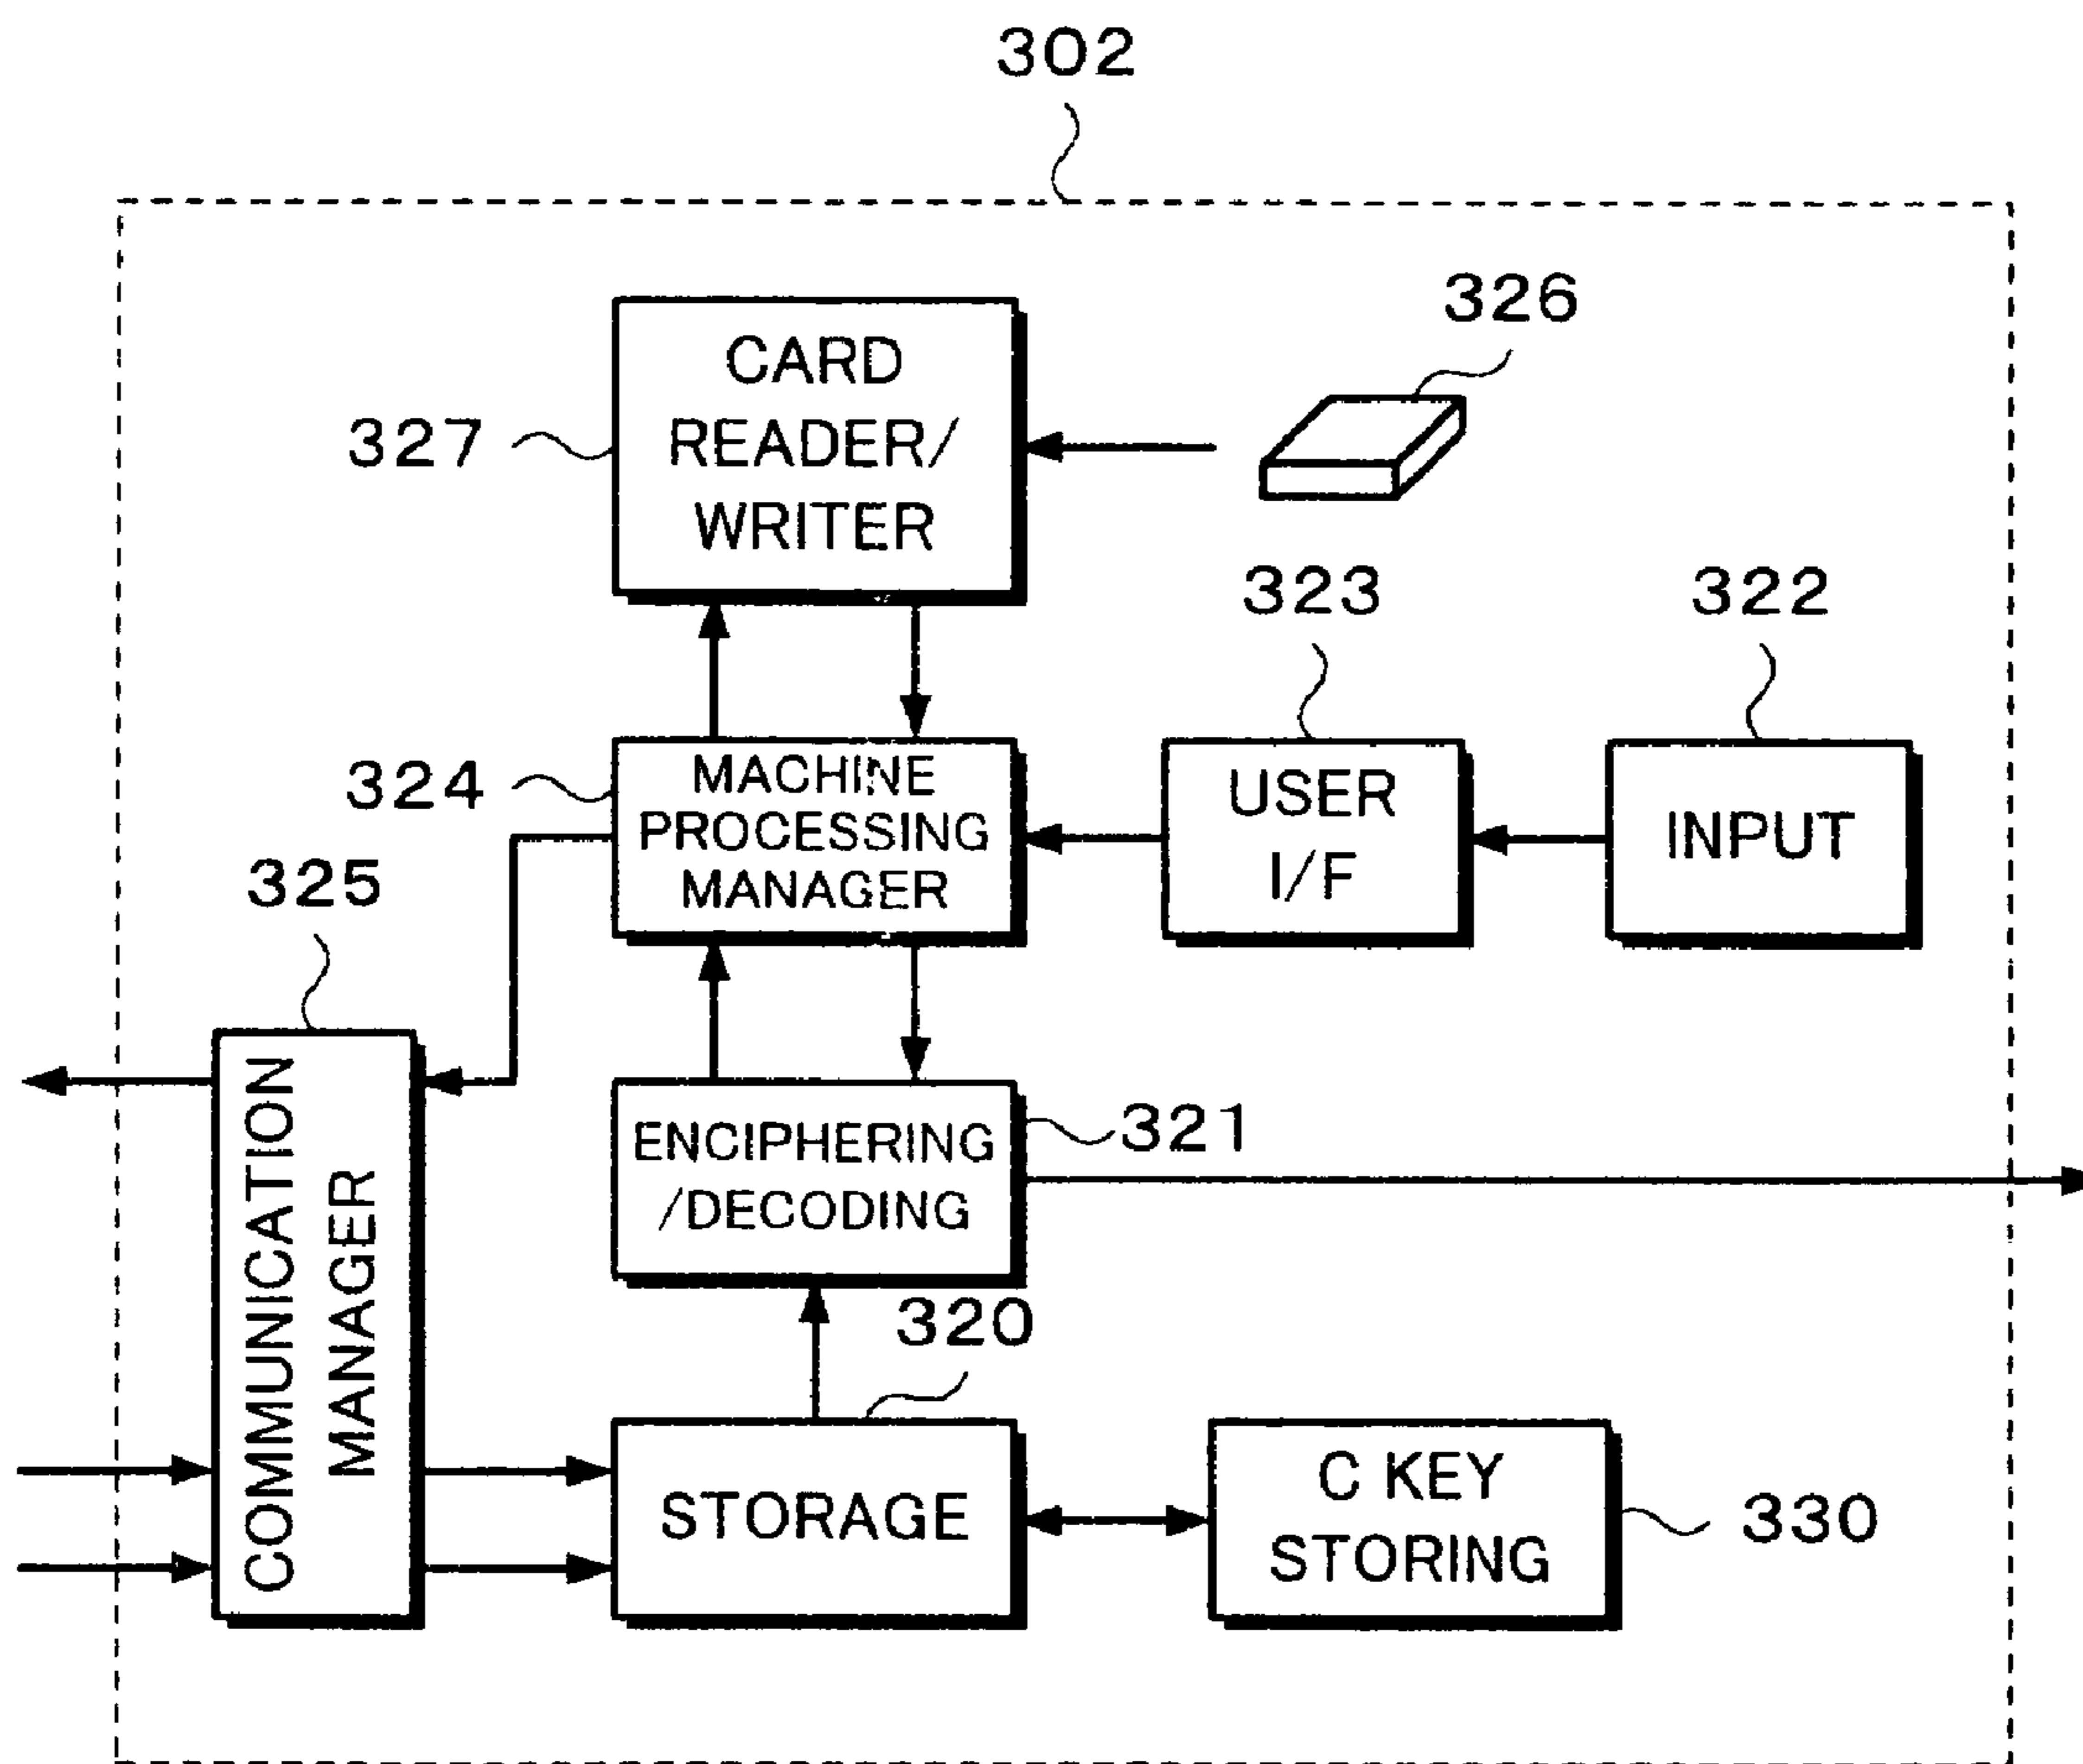 302
326
CARD
READER/
WRITER
327
323
322
324
MACHINE
PROCESSING
MANAGER
USER
I/F
INPUT
325
COMMUNICATION
MANAGER
ENCIPHERING
/DECODING
321
320
STORAGE
C KEY
STORING
330